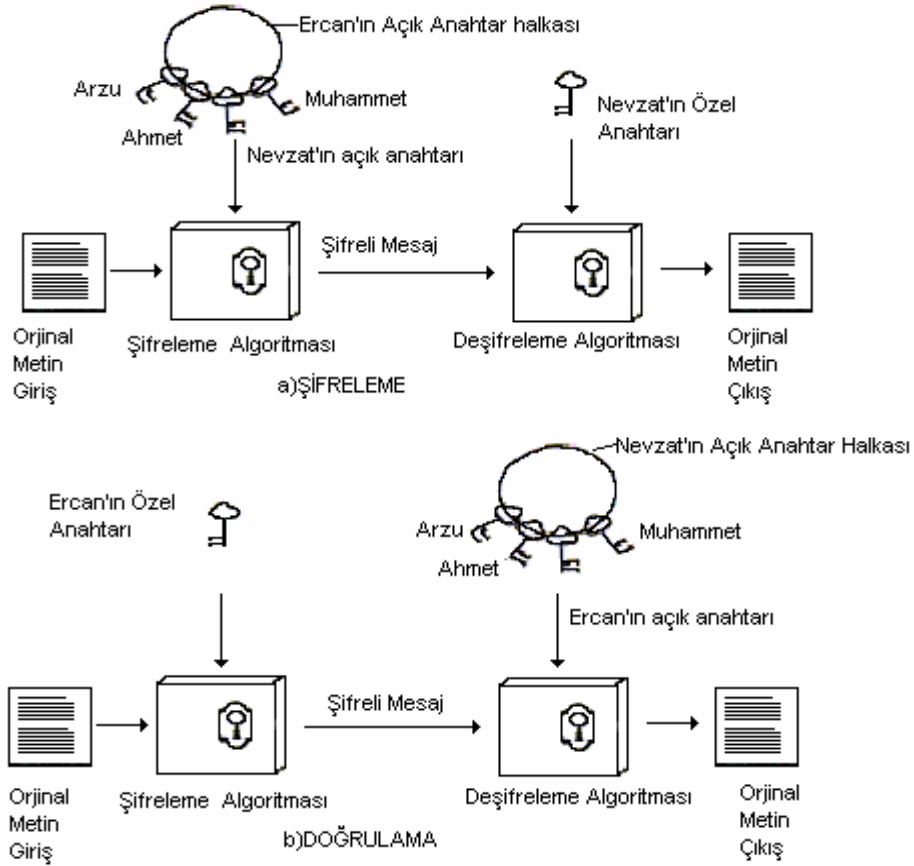 Ercan'ın Açık Anahtar halkası
Arzu
Muhammet
Ahmet
Nevzat'ın Özel
Anahtarı
Nevzat'ın açık anahtarı
Şifreli Mesaj
Orjinal
Metin
Giriş
Şifreleme Algoritması
Deşifreleme Algoritması
Orjinal
Metin
Çıkış
a)ŞİFRELEME
Nevzat'ın Açık Anahtar Halkası
Ercan'ın Özel
Anahtarı
Arzu
Muhammet
Ahmet
Ercan'ın açık anahtarı
Şifreli Mesaj
Orjinal
Metin
Giriş
Şifreleme Algoritması
Deşifreleme Algoritması
Orjinal
Metin
Çıkış
b)DOĞRULAMA